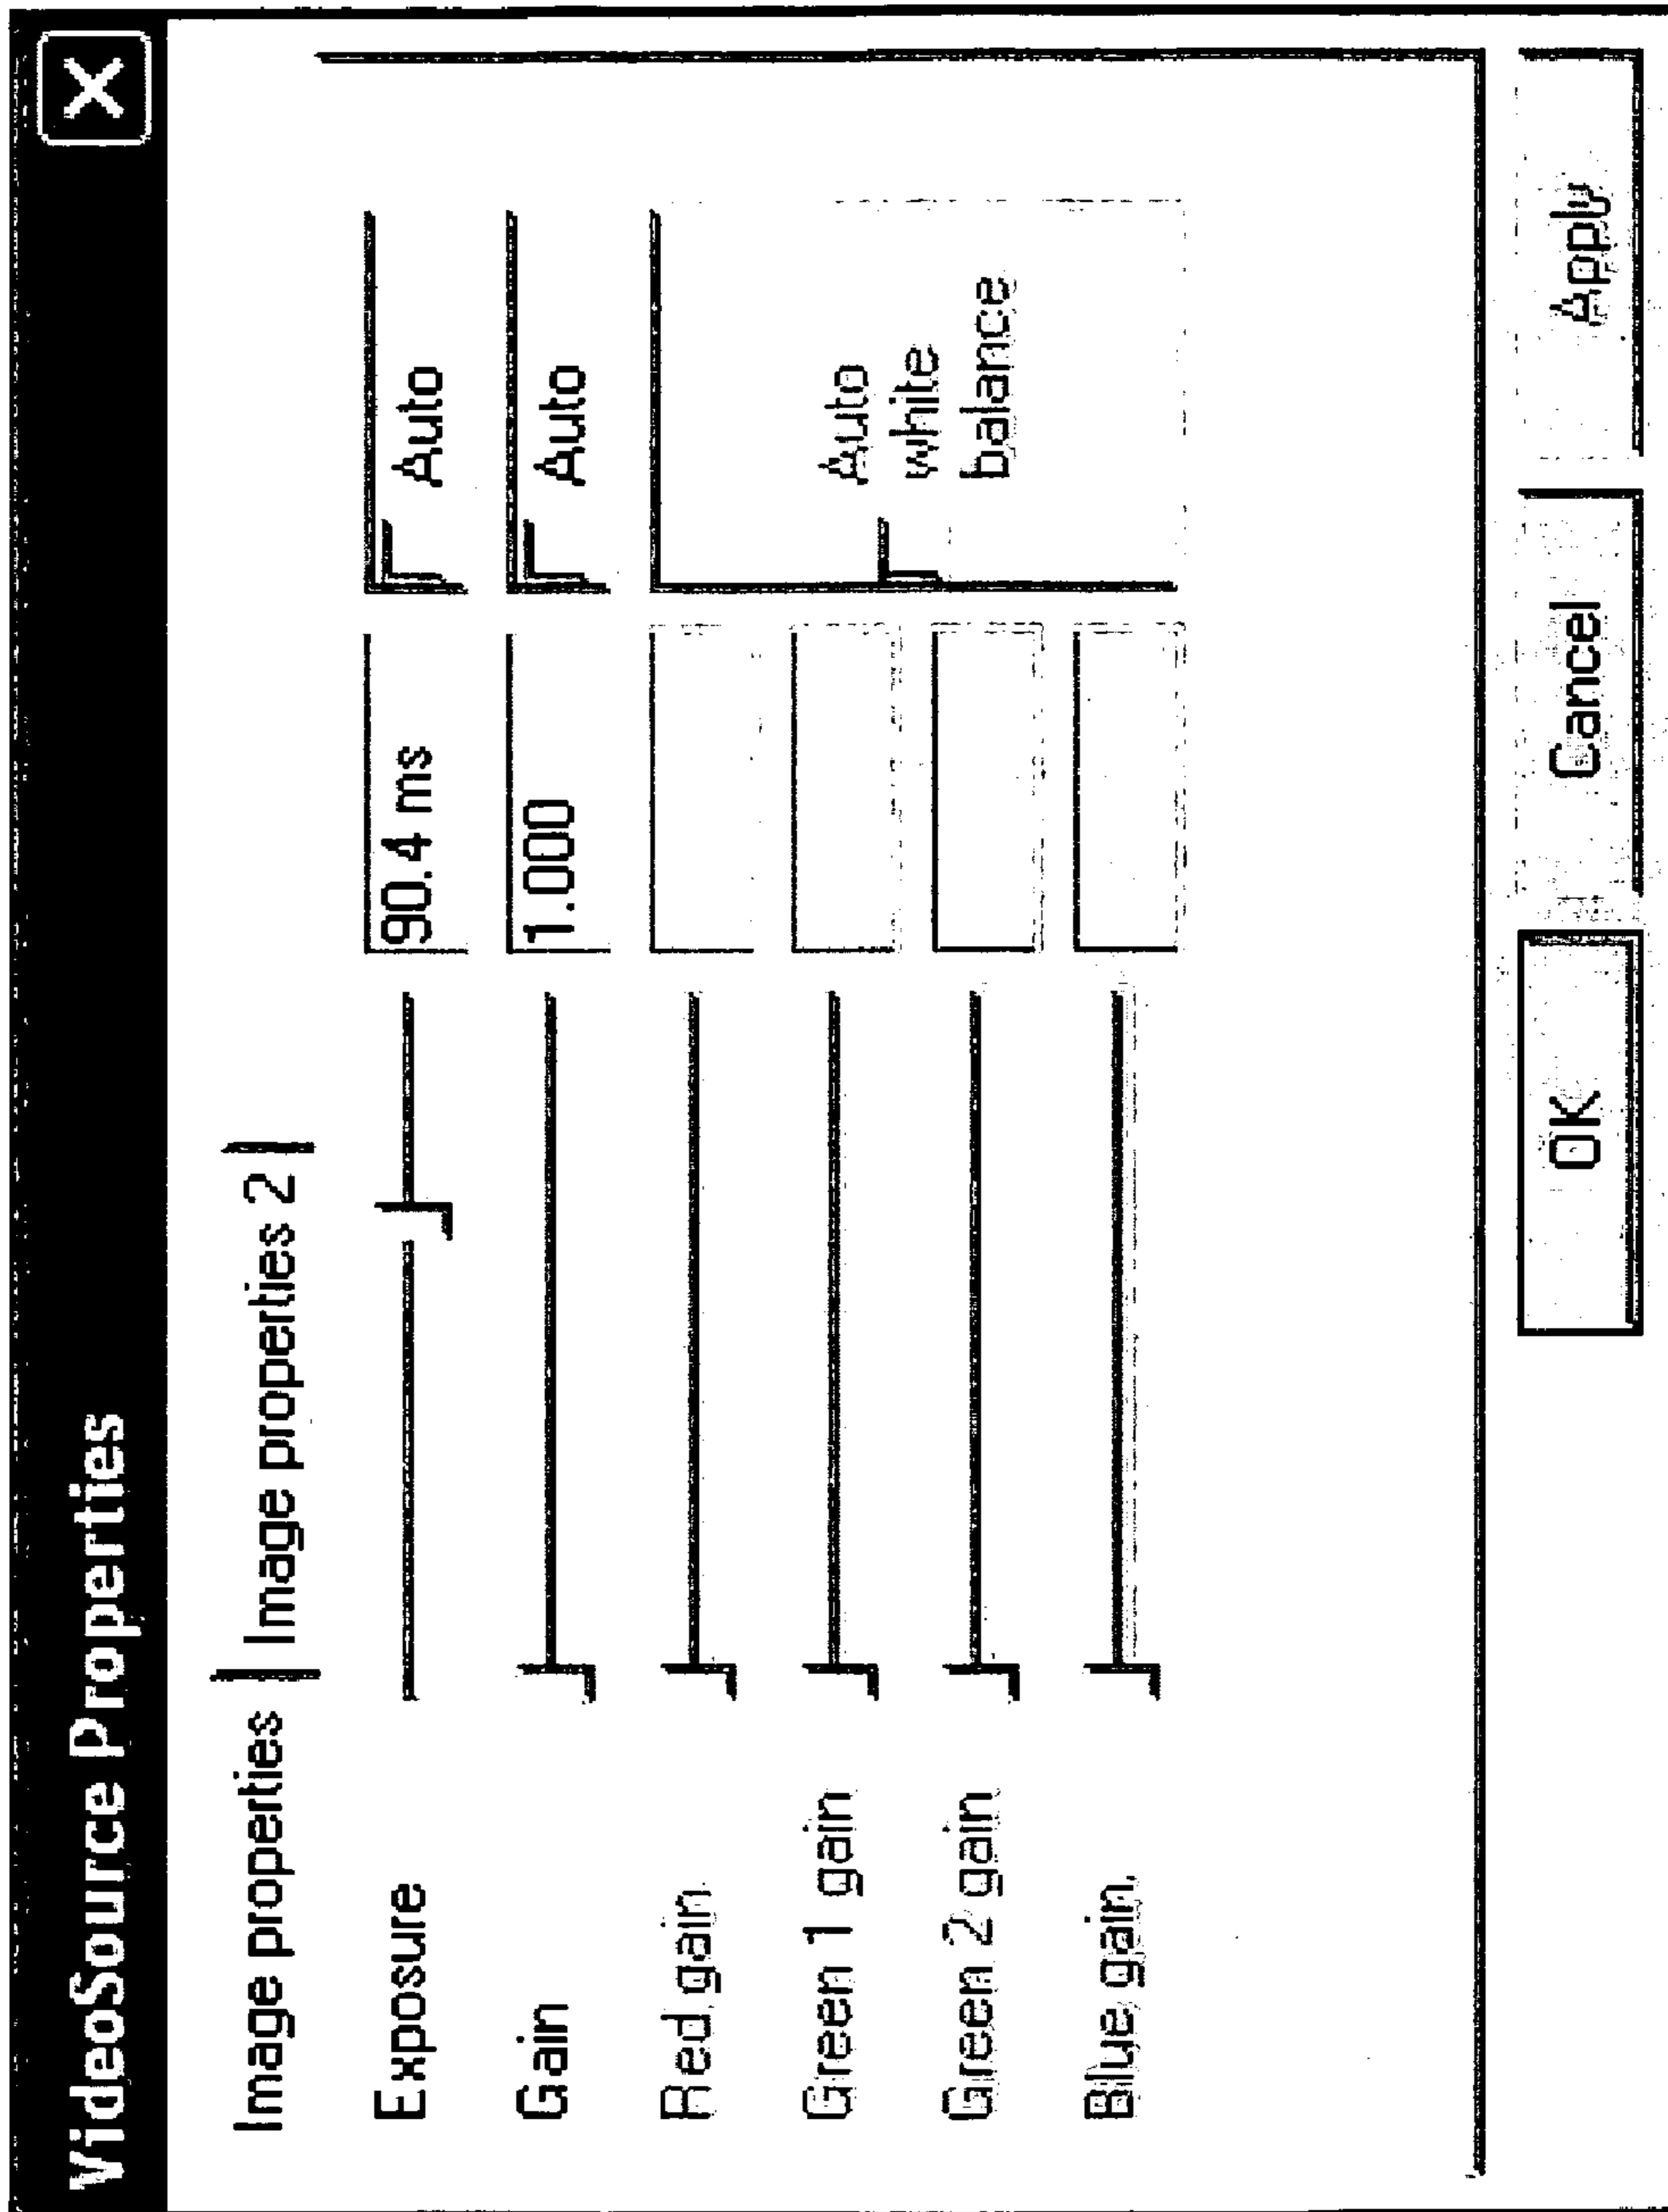 VideoSource Properties X
Image properties Image properties 2
Exposure 90.4 ms Auto
Gain 1.000 Auto
Red gain
Green 1 gain
Auto
white
balance
Green 2 gain
Blue gain
OK Cancel Apply